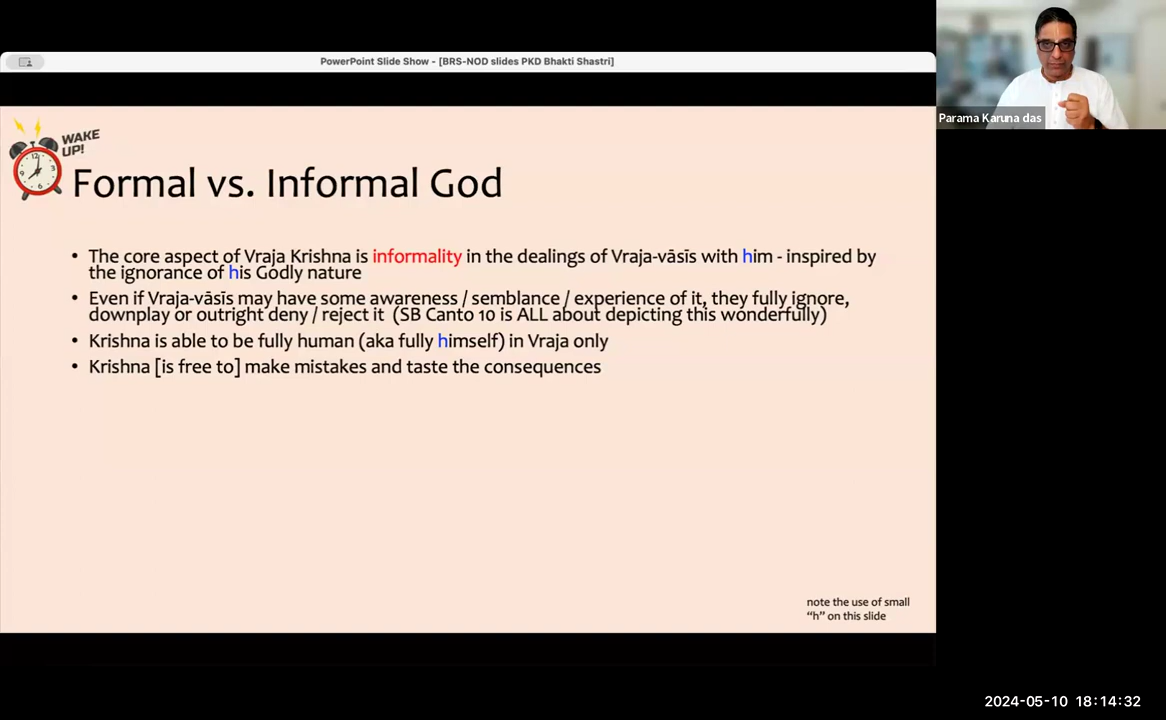 PowerPoint Slide Show - [BRS-NOD slides PKD Bhakti Shastri]
Parama Karuna das
WAKE
UP!
Formal vs. Informal God
• The core aspect of Vraja Krishna is informality in the dealings of Vraja-vāsīs with him - inspired by
the ignorance of his Godly nature
• Even if Vraja-vāsīs may have some awareness / semblance / experience of it, they fully ignore,
downplay or outright deny / reject it (SB Canto 10 is ALL about depicting this wonderfully)
• Krishna is able to be fully human (aka fully himself) in Vraja only
• Krishna [is free to] make mistakes and taste the consequences
note the use of small
“h” on this slide
2024-05-10 18:14:32